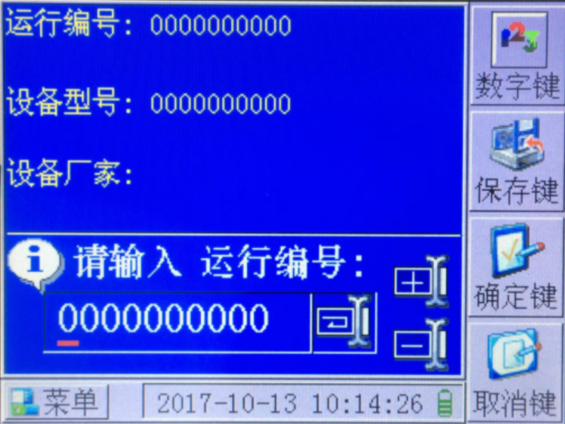 运行编号: 0000000000
设备型号: 0000000000
设备厂家:
请输入 运行编号:
0000000000
123
数字键
保存键
确定键
取消键
菜单
2017-10-13 10:14:26